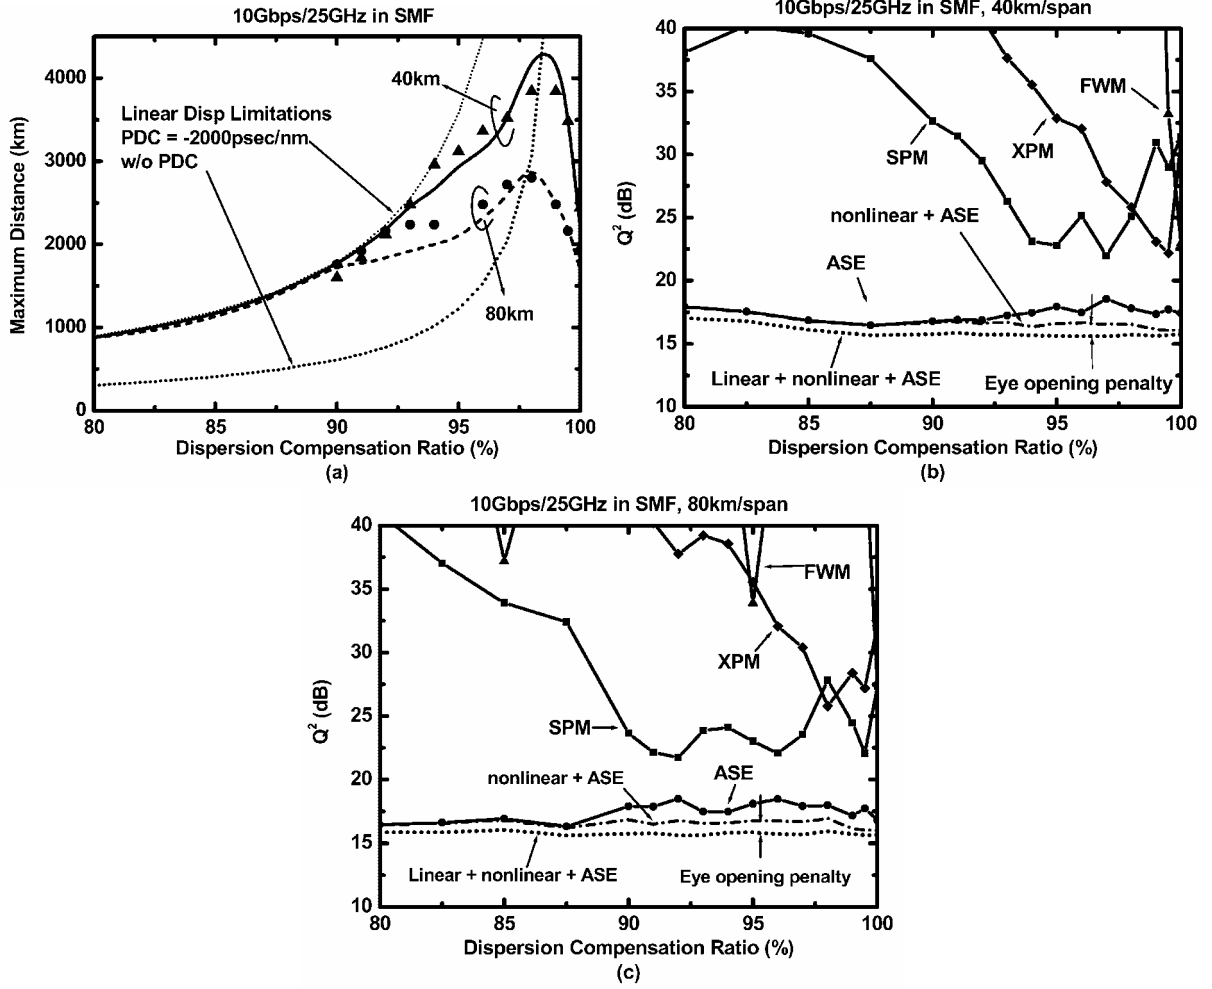 10Gbps/25GHz in SMF
Maximum Distance (km)
4000
3000
2000
1000
0
40km
Linear Disp Limitations
PDC = -2000psec/nm
w/o PDC
80km
80
85
90
95
100
Dispersion Compensation Ratio (%)
(a)
10Gbps/25GHz in SMF, 40km/span
Q² (dB)
40
35
30
25
20
15
10
FWM
SPM
XPM
nonlinear + ASE
ASE
Linear + nonlinear + ASE
Eye opening penalty
80
85
90
95
100
Dispersion Compensation Ratio (%)
(b)
10Gbps/25GHz in SMF, 80km/span
Q² (dB)
40
35
30
25
20
15
10
FWM
XPM
SPM
nonlinear + ASE
ASE
Linear + nonlinear + ASE
Eye opening penalty
80
85
90
95
100
Dispersion Compensation Ratio (%)
(c)